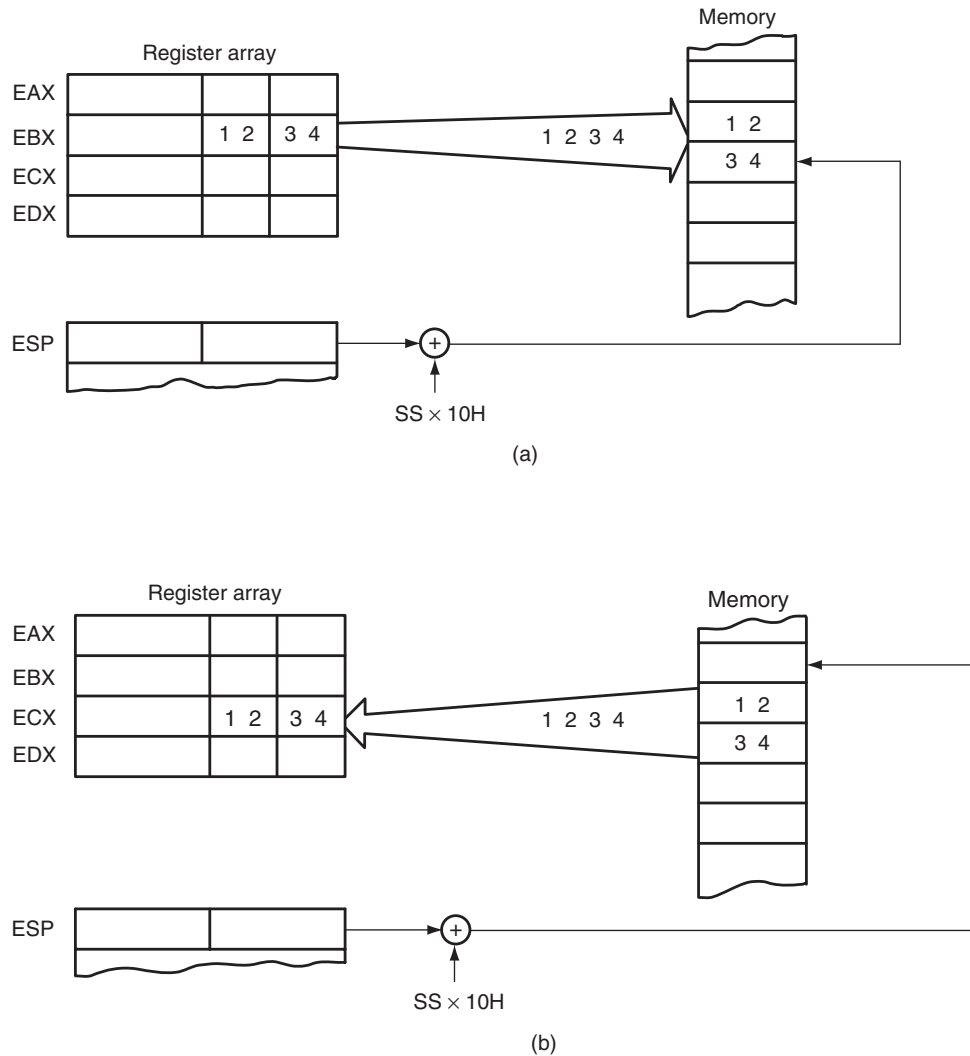 Memory
Register array
EAX
EBX 1 2 3 4 1 2 3 4 1 2
ECX 3 4
EDX
ESP +
SS × 10H
(a)
Register array Memory
EAX
EBX
ECX 1 2 3 4 1 2 3 4 1 2
EDX 3 4
ESP +
SS × 10H
(b)